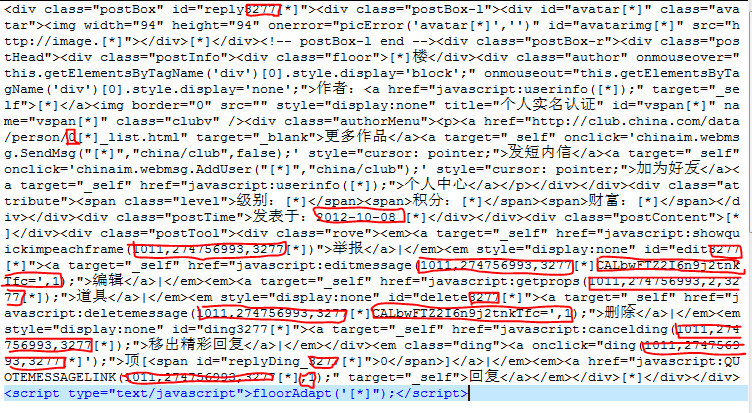 <div class="postBox" id="reply3277[*]"><div class="postBox-l"><div class="avatar" id="avatar[*]" class="ava
tar"><img width="94" height="94" onerror="picError('avatar[*]','')" id="avatarimg[*]" src="h
ttp://image.[*]"></div>[*]</div><!-- postBox-l end --><div class="postBox-r"><div class="pos
tHead"><div class="postInfo"><div class="floor">[*]楼</div><div class="author" onmouseover="
this.getElementsByTagName('div')[0].style.display='block';" onmouseout="this.getElementsByTa
gName('div')[0].style.display='none';">作者: <a href="javascript:userinfo([*]);" target="_se
lf">[*]</a><img border="0" src="" style="display:none" title="个人实名认证" id="vspan[*]" na
me="vspan[*]" class="clubv" /><div class="authorMenu"><p><a href="http://club.china.com/data
/person/0[*]_list.html" target="_blank">更多作品</a><a target="_self" onclick='chinaim.webms
g.SendMsg("[*]","china/club",false);' style="cursor: pointer;">发短内信</a><a target="_self"
onclick='chinaim.webmsg.AddUser("[*]","china/club");' style="cursor: pointer;">加为好友</a><
a target="_self" href="javascript:userinfo([*]);">个人中心</a></p></div></div><div class="at
tribute"><span class="level">级别: [*]</span><span>积分: [*]</span><span>财富: [*]</span></d
iv></div><div class="postTime">发表于: 2012-10-08 [*]</div><div class="postContent">[*
]</div><div class="postTool"><div class="rove"><em><a target="_self" href=javascript:showqu
ickimpeachframe(1011,274756993,3277[*])">举报</a>|</em><em style="display:none" id="edit3277
[*]"><a target="_self" href="javascript:editmessage(1011,274756993,3277[*]
,1);">编辑</a>|</em><em><a href="javascript:getprops(1011,274756993,2,32
77[*]);">道具</a></em><em style="display:none" id="delete3277[*]"><a target="_self" href="j
avascript:deletemessage(1011,274756993,3277[*] ,1);">删除</a>|</em><em
style="display:none" id="ding3277[*]"><a target="_self" href="javascript:cancelding(1011,274
756993,3277[*]);">移出精彩回复</a></em></div><em class="ding"><a onclick="ding(1011,2747569
93,3277[*]');">顶[<span id="replyDing_3277[*]">0</span>]</a>|</em><em><a href="javascript:QU
OTEMESSAGELINK(1011,274756993,3277[*],1);" target="_self">回复</a></em></div>[*]</div></div>
<script type="text/javascript">floorAdapt('[*]");</script>